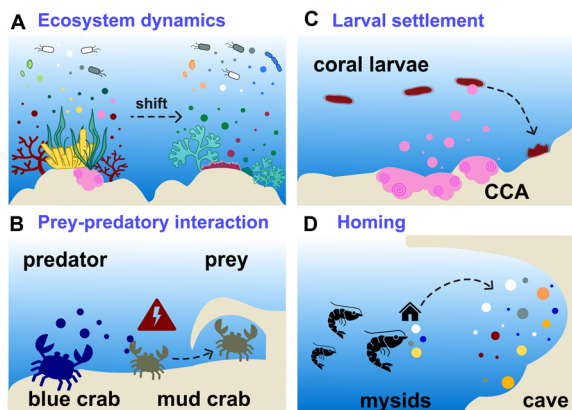 A Ecosystem dynamics
shift
B Prey-predatory interaction
predator prey
blue crab mud crab
C Larval settlement
coral larvae
CCA
D Homing
mysids cave